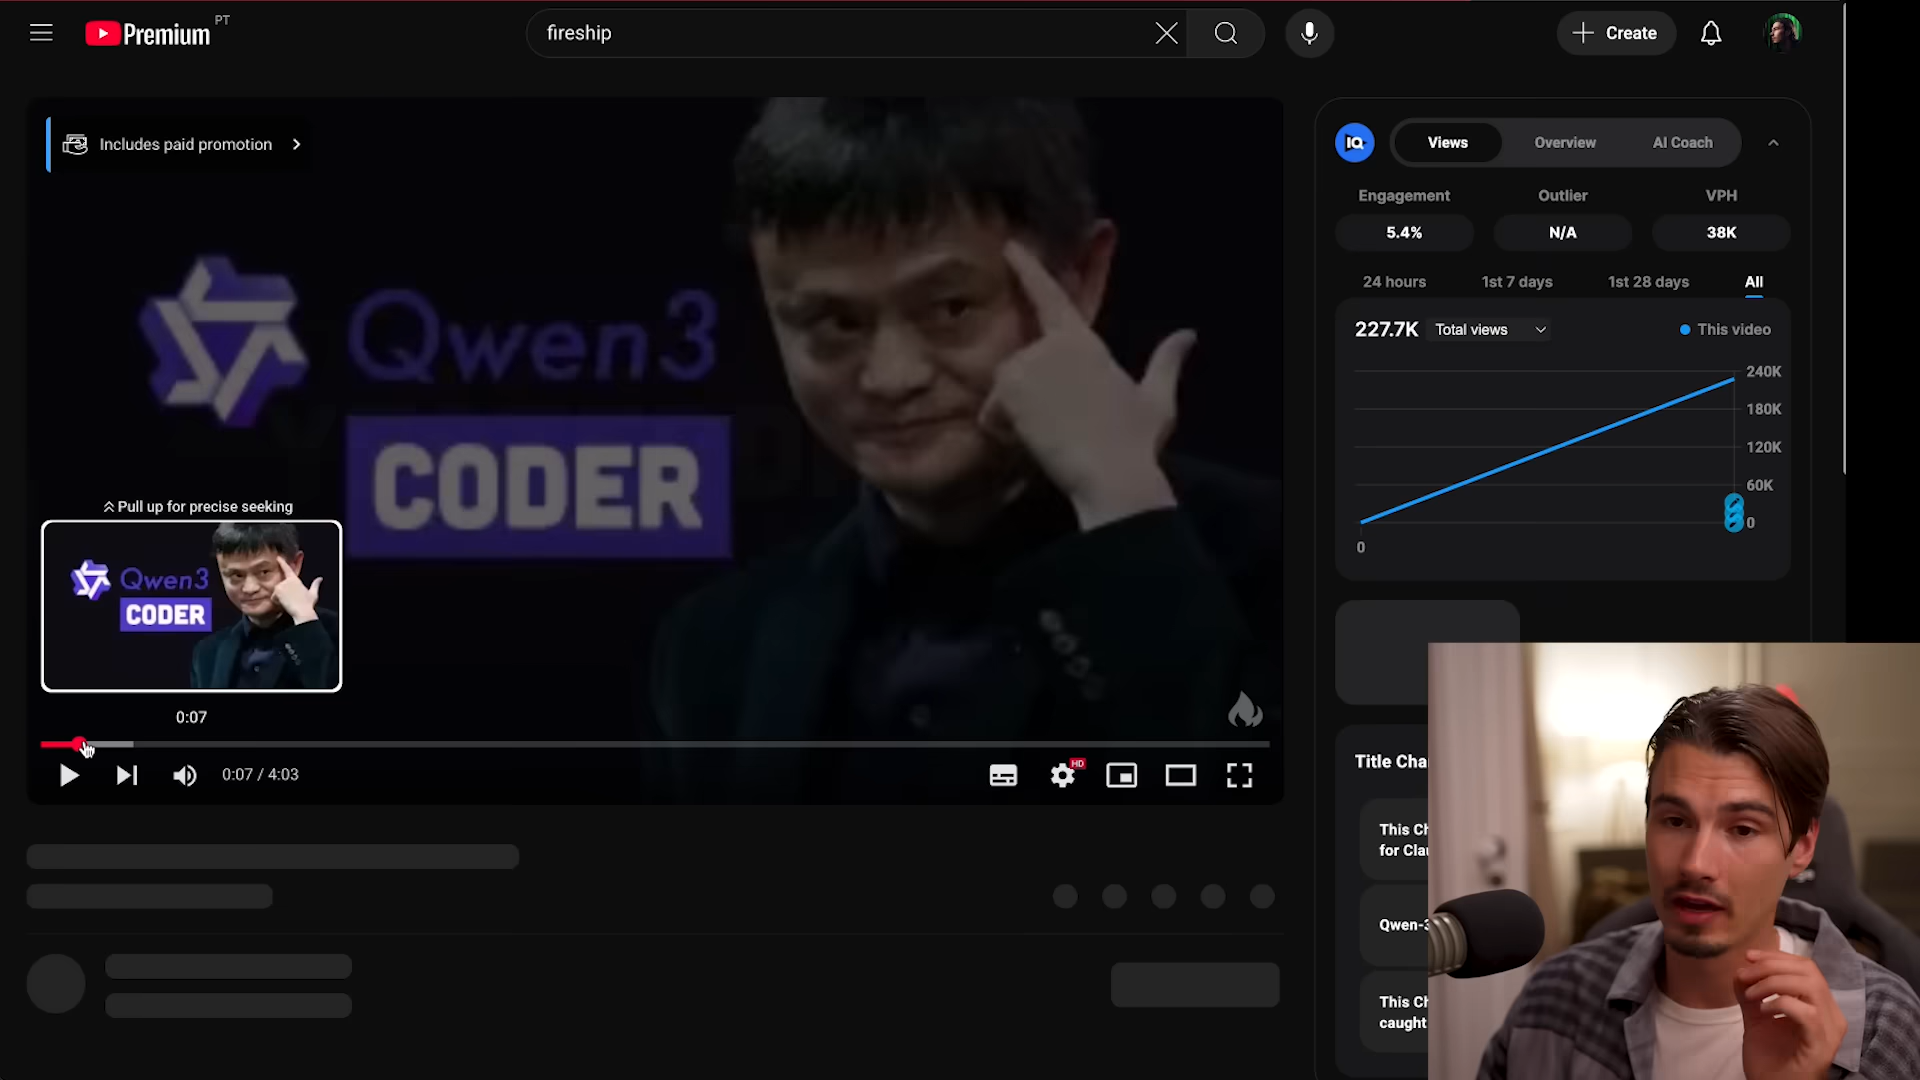 Premium PT
fireship
Create
Includes paid promotion
Qwen3
CODER
Pull up for precise seeking
Qwen3
CODER
0:07
0:07 / 4:03
HD
IQ
Views Overview AI Coach
Engagement Outlier VPH
5.4% N/A 38K
24 hours 1st 7 days 1st 28 days All
227.7K Total views This video
240K
180K
120K
60K
0
0
Title Cha
This Ch
for Clau
Qwen-3
This Ch
caught